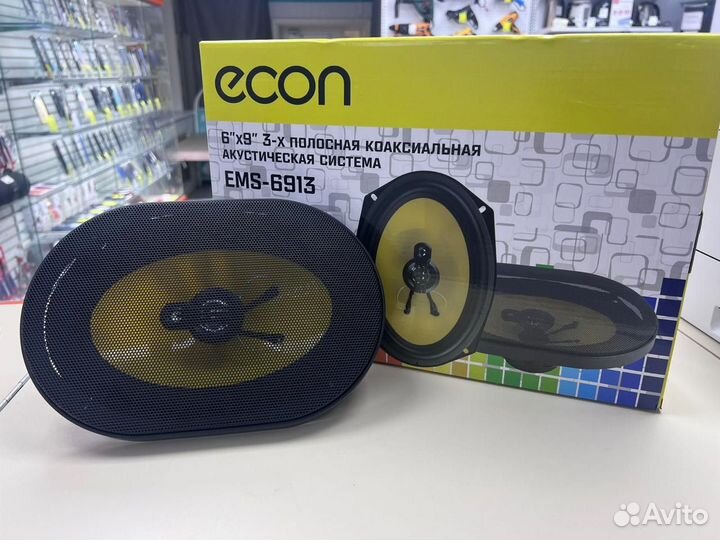 econ
6"x9" 3-х полосная коаксиальная
акустическая система
EMS-6913
Avito